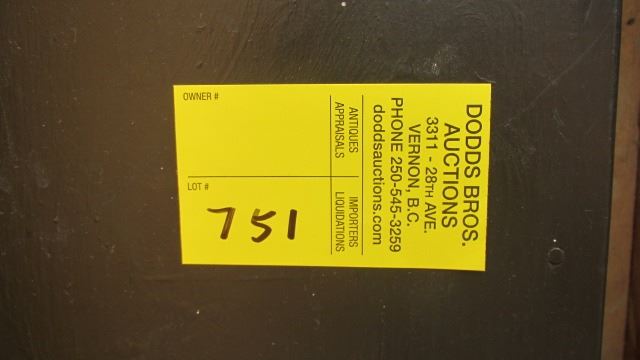 DODDS BROS.
AUCTIONS
3311 - 28TH AVE.
VERNON, B.C.
PHONE 250-545-3259
doddsauctions.com
ANTIQUES IMPORTERS
APPRAISALS LIQUIDATIONS
OWNER #
LOT #
751